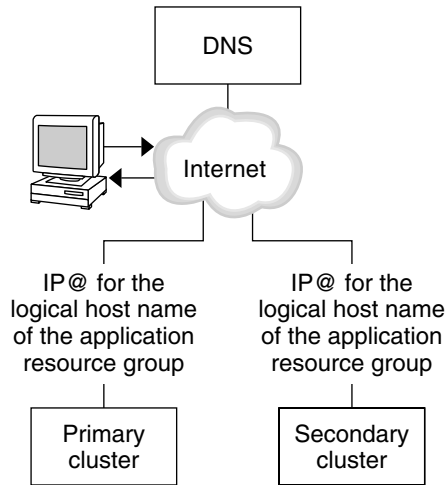 DNS
Internet
IP@ for the
logical host name
of the application
resource group
IP@ for the
logical host name
of the application
resource group
Primary
cluster
Secondary
cluster